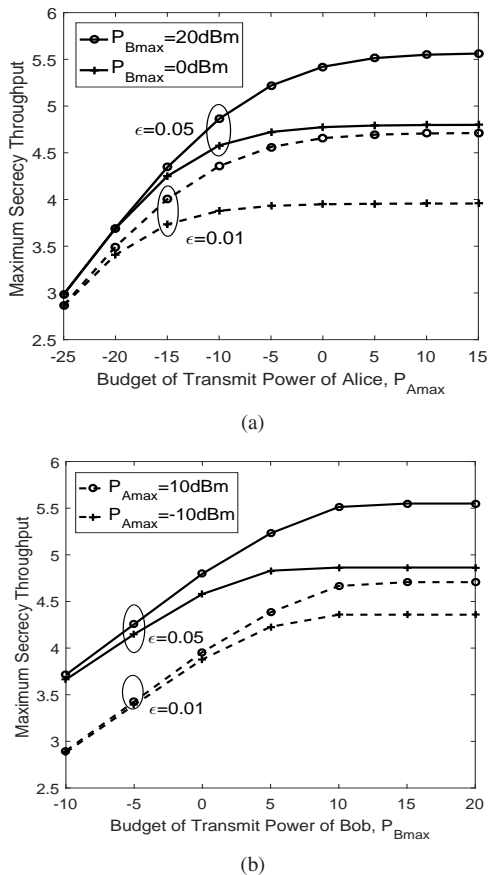 6
5.5
5
4.5
4
3.5
3
2.5
Maximum Secrecy Throughput
P_Bmax=20dBm
P_Bmax=0dBm
ϵ=0.05
ϵ=0.01
-25 -20 -15 -10 -5 0 5 10 15
Budget of Transmit Power of Alice, P_Amax
(a)
6
5.5
5
4.5
4
3.5
3
2.5
Maximum Secrecy Throughput
P_Amax=10dBm
P_Amax=-10dBm
ϵ=0.05
ϵ=0.01
-10 -5 0 5 10 15 20
Budget of Transmit Power of Bob, P_Bmax
(b)